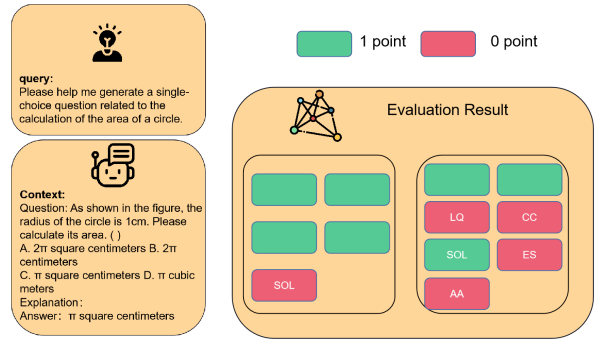 1 point
0 point
query:
Please help me generate a single-
choice question related to the
calculation of the area of a circle.
Context:
Question: As shown in the figure, the
radius of the circle is 1cm. Please
calculate its area. ( )
A. 2π square centimeters B. 2π
centimeters
C. π square centimeters D. π cubic
meters
Explanation：
Answer： π square centimeters
Evaluation Result
SOL
LQ
CC
SOL
ES
AA